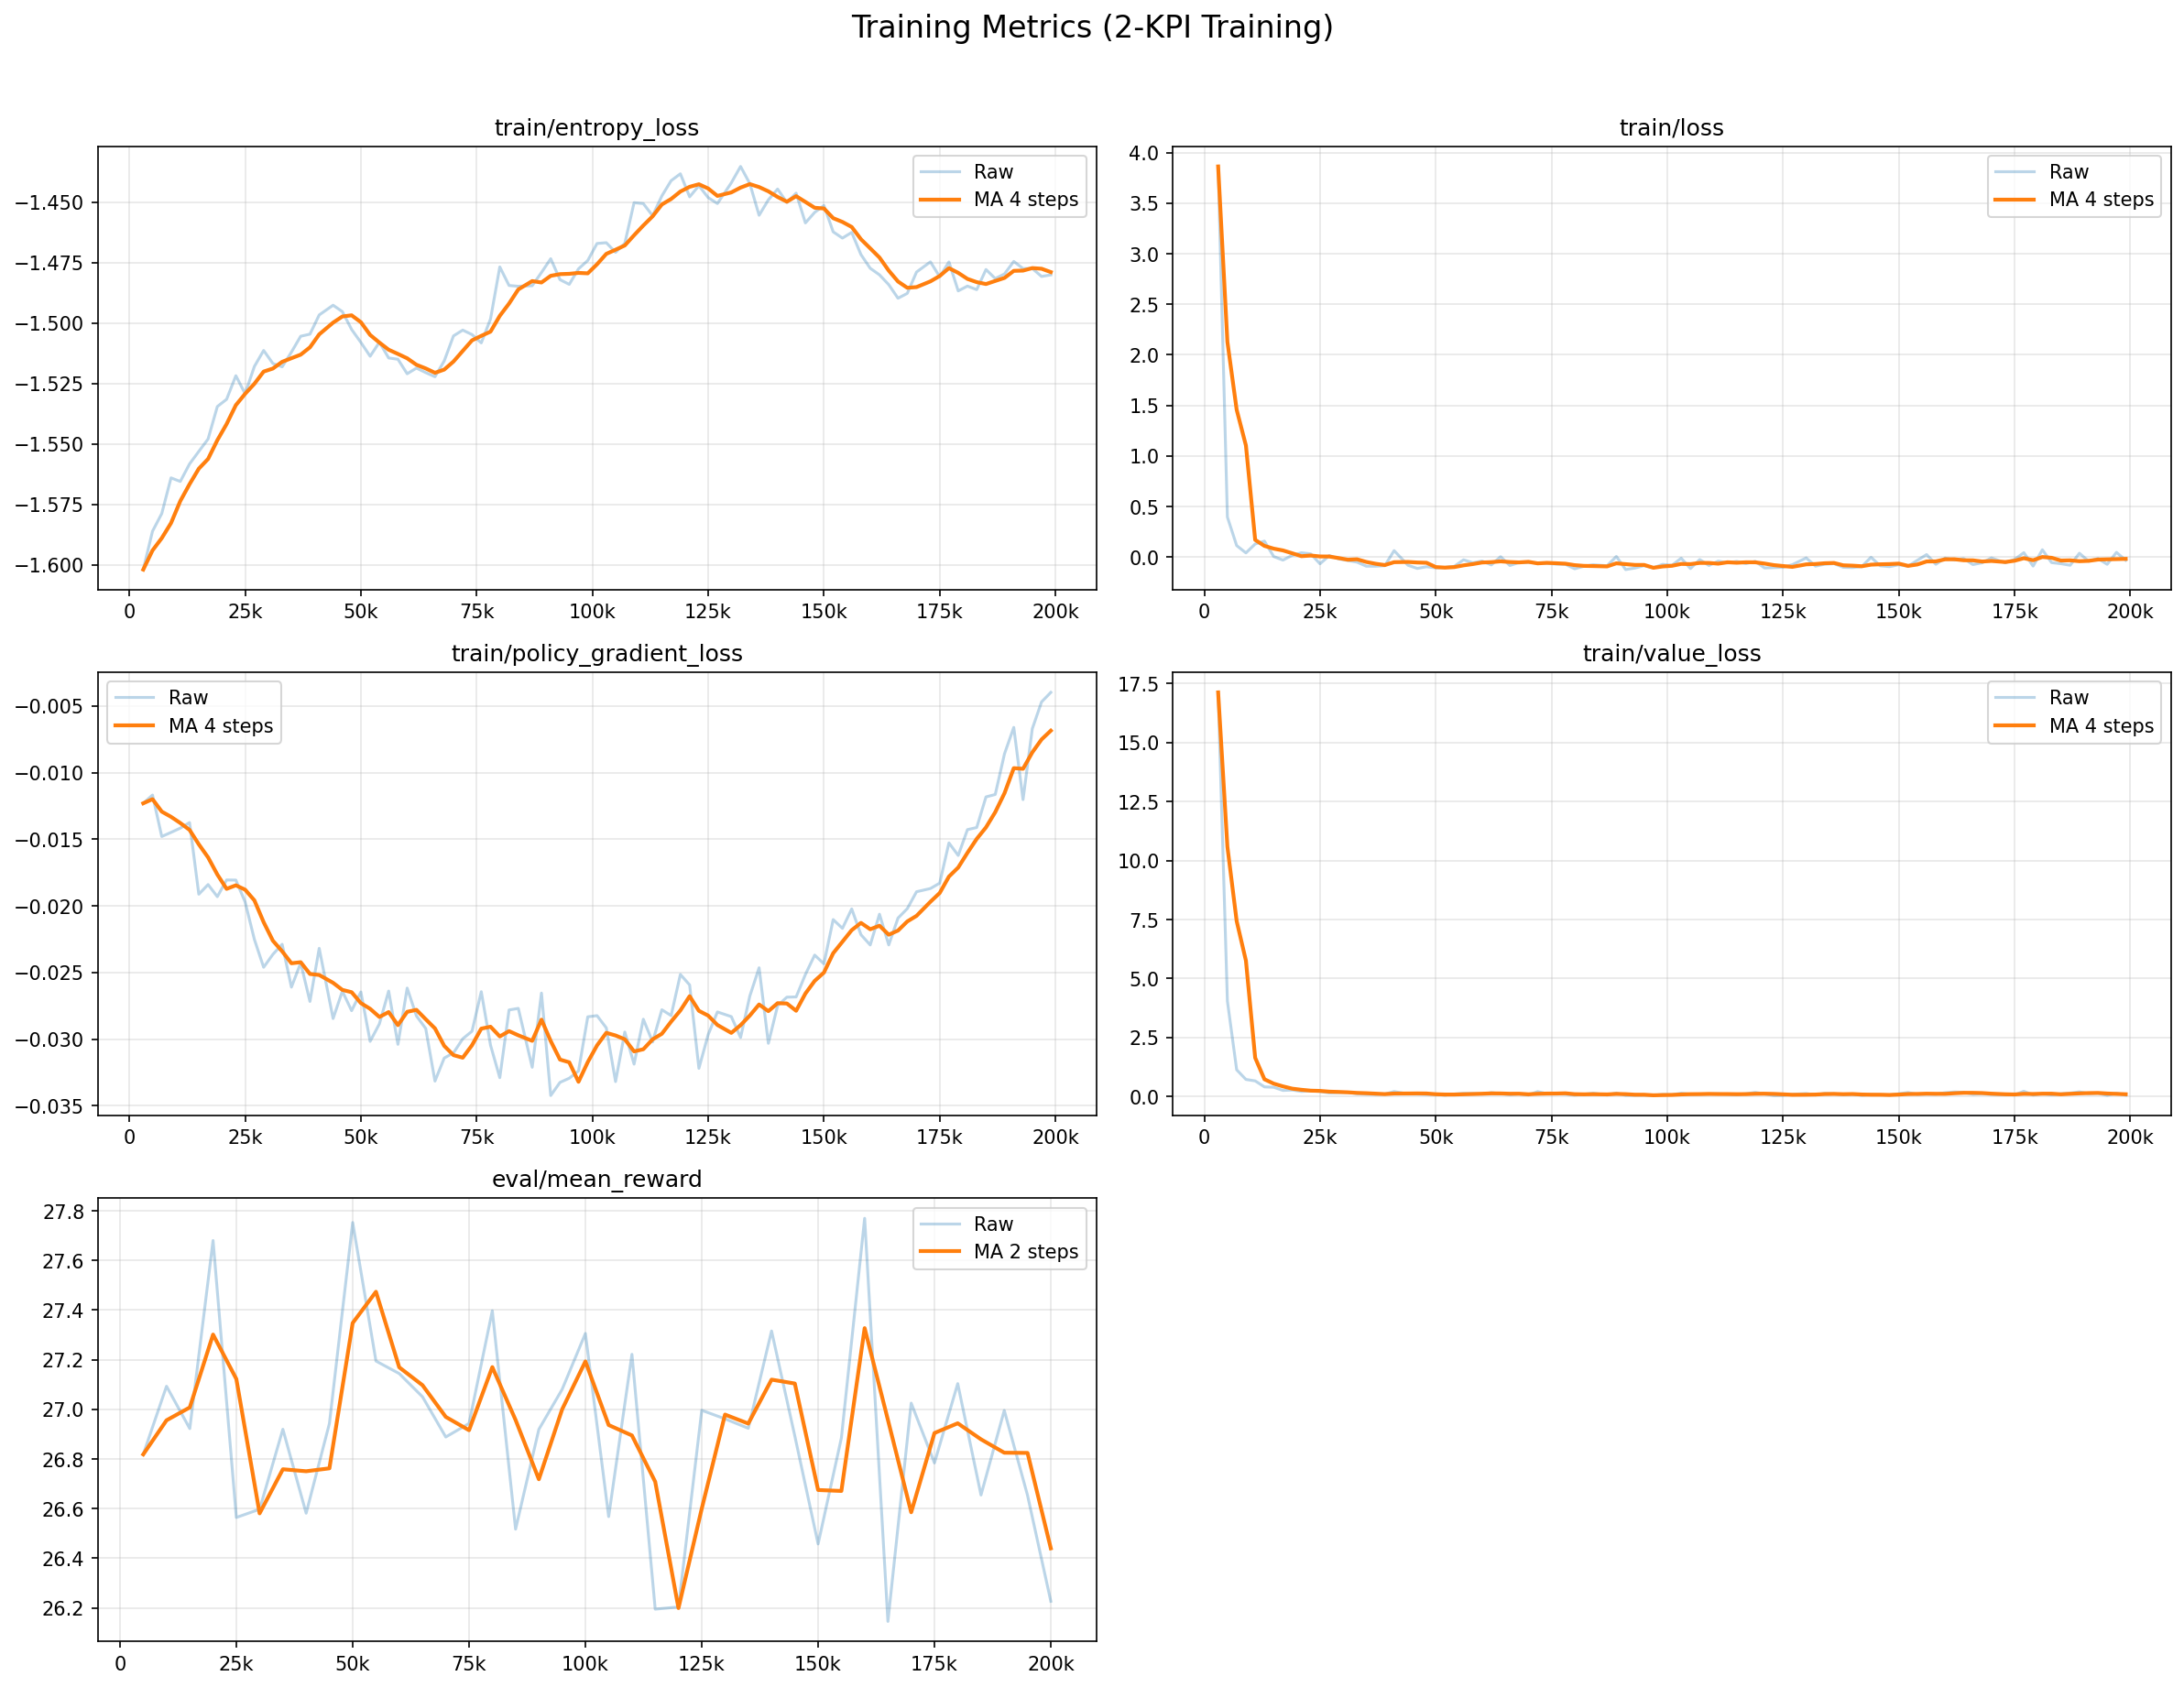 Training Metrics (2-KPI Training)
train/entropy_loss
Raw
MA 4 steps
−1.450
−1.475
−1.500
−1.525
−1.550
−1.575
−1.600
0 25k 50k 75k 100k 125k 150k 175k 200k
train/loss
Raw
MA 4 steps
4.0
3.5
3.0
2.5
2.0
1.5
1.0
0.5
0.0
0 25k 50k 75k 100k 125k 150k 175k 200k
train/policy_gradient_loss
Raw
MA 4 steps
−0.005
−0.010
−0.015
−0.020
−0.025
−0.030
−0.035
0 25k 50k 75k 100k 125k 150k 175k 200k
train/value_loss
Raw
MA 4 steps
17.5
15.0
12.5
10.0
7.5
5.0
2.5
0.0
0 25k 50k 75k 100k 125k 150k 175k 200k
eval/mean_reward
Raw
MA 2 steps
27.8
27.6
27.4
27.2
27.0
26.8
26.6
26.4
26.2
0 25k 50k 75k 100k 125k 150k 175k 200k